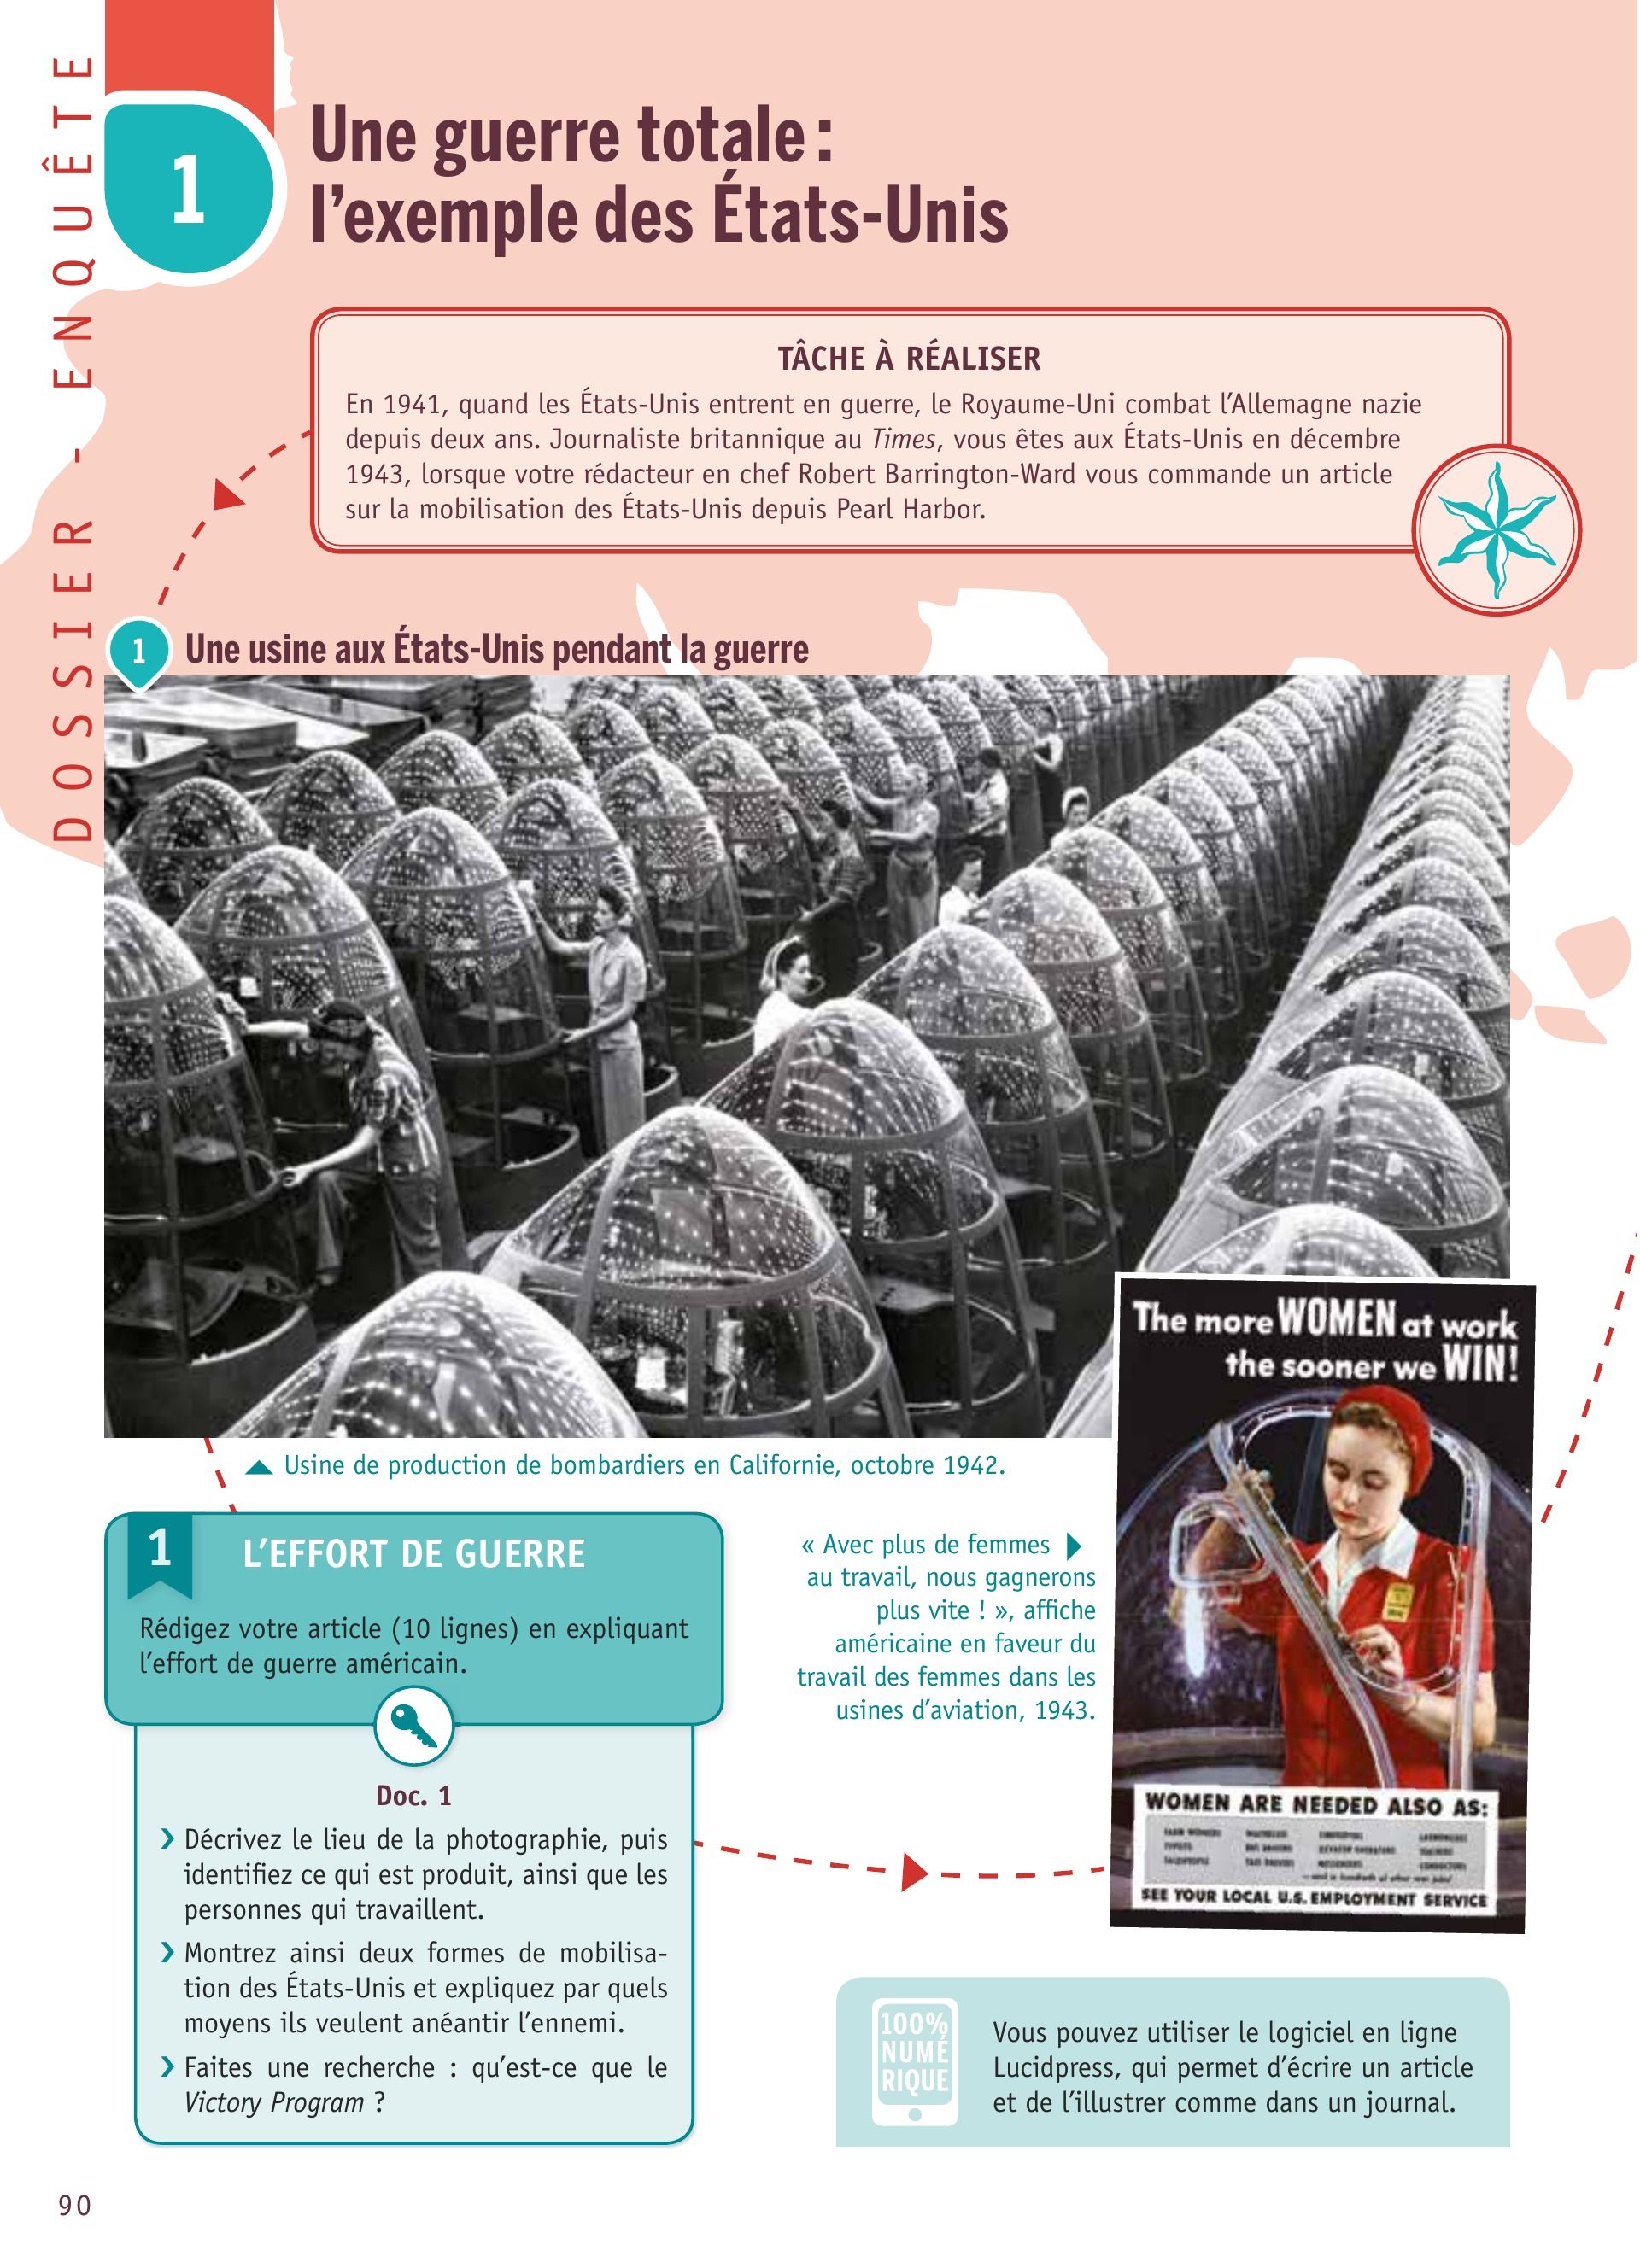 DOSSIER - ENQUÊTE
1
Une guerre totale :
l’exemple des États-Unis
TÂCHE À RÉALISER
En 1941, quand les États-Unis entrent en guerre, le Royaume-Uni combat l’Allemagne nazie
depuis deux ans. Journaliste britannique au Times, vous êtes aux États-Unis en décembre
1943, lorsque votre rédacteur en chef Robert Barrington-Ward vous commande un article
sur la mobilisation des États-Unis depuis Pearl Harbor.
1 Une usine aux États-Unis pendant la guerre
The more WOMEN at work
the sooner we WIN!
WOMEN ARE NEEDED ALSO AS:
SEE YOUR LOCAL U.S. EMPLOYMENT SERVICE
Usine de production de bombardiers en Californie, octobre 1942.
« Avec plus de femmes
au travail, nous gagnerons
plus vite ! », affiche
américaine en faveur du
travail des femmes dans les
usines d’aviation, 1943.
1 L’EFFORT DE GUERRE
Rédigez votre article (10 lignes) en expliquant
l’effort de guerre américain.
Doc. 1
› Décrivez le lieu de la photographie, puis
identifiez ce qui est produit, ainsi que les
personnes qui travaillent.
› Montrez ainsi deux formes de mobilisa-
tion des États-Unis et expliquez par quels
moyens ils veulent anéantir l’ennemi.
› Faites une recherche : qu’est-ce que le
Victory Program ?
100%
NUMÉ
RIQUE
Vous pouvez utiliser le logiciel en ligne
Lucidpress, qui permet d’écrire un article
et de l’illustrer comme dans un journal.
90